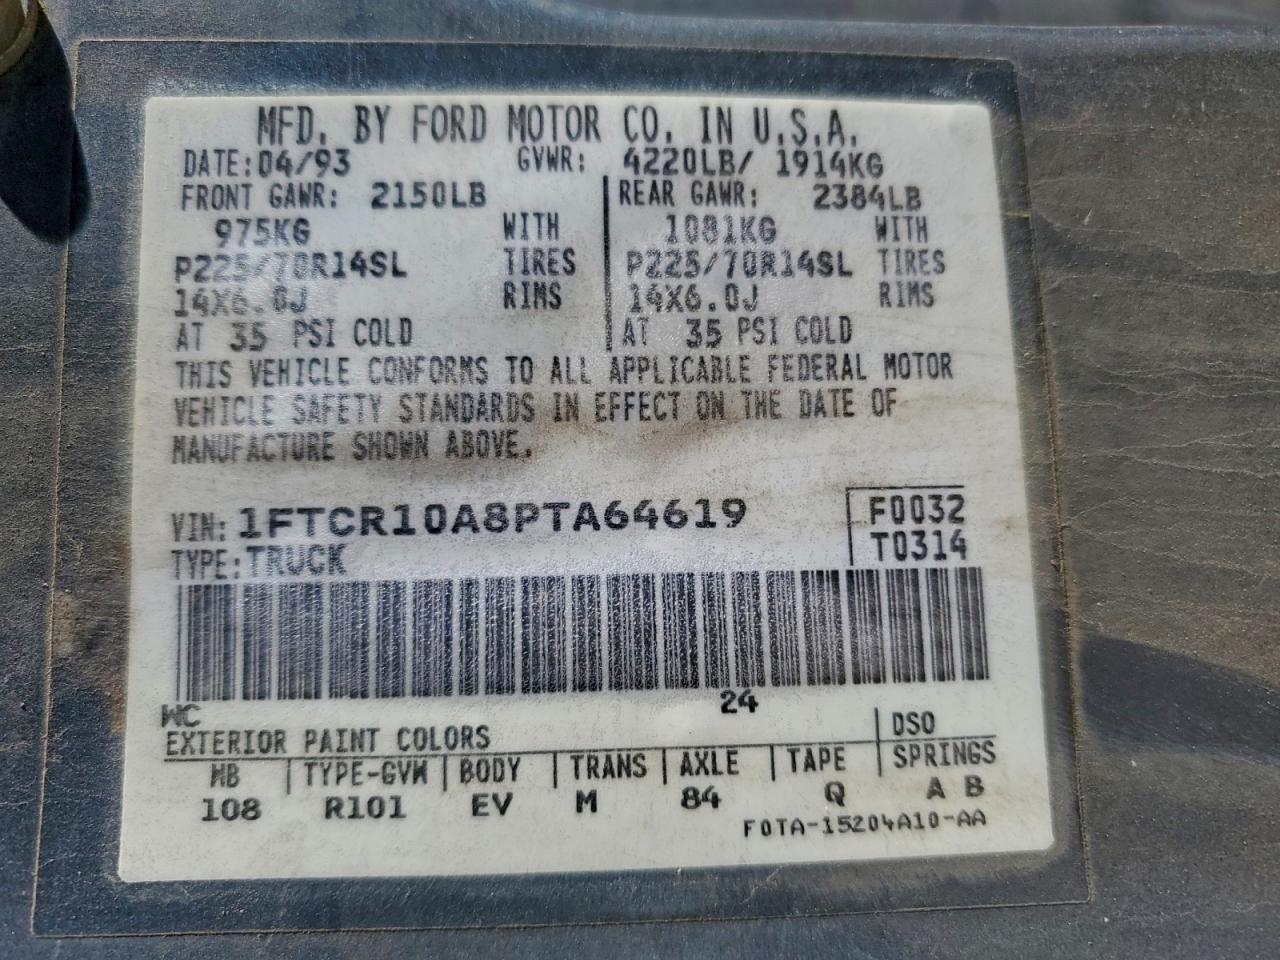 MFD. BY FORD MOTOR CO. IN U.S.A.
DATE:04/93 GVWR: 4220LB/ 1914KG
FRONT GAWR: 2150LB REAR GAWR: 2384LB
975KG WITH 1081KG WITH
P225/70R14SL TIRES P225/70R14SL TIRES
14X6.0J RIMS 14X6.0J RIMS
AT 35 PSI COLD AT 35 PSI COLD
THIS VEHICLE CONFORMS TO ALL APPLICABLE FEDERAL MOTOR
VEHICLE SAFETY STANDARDS IN EFFECT ON THE DATE OF
MANUFACTURE SHOWN ABOVE.
VIN: 1FTCR10A8PTA64619 F0032
TYPE:TRUCK T0314
WC 24
EXTERIOR PAINT COLORS DSO
WB TYPE-GVW BODY TRANS AXLE TAPE SPRINGS
108 R101 EV M 84 Q A B
F0TA-15204A10-AA